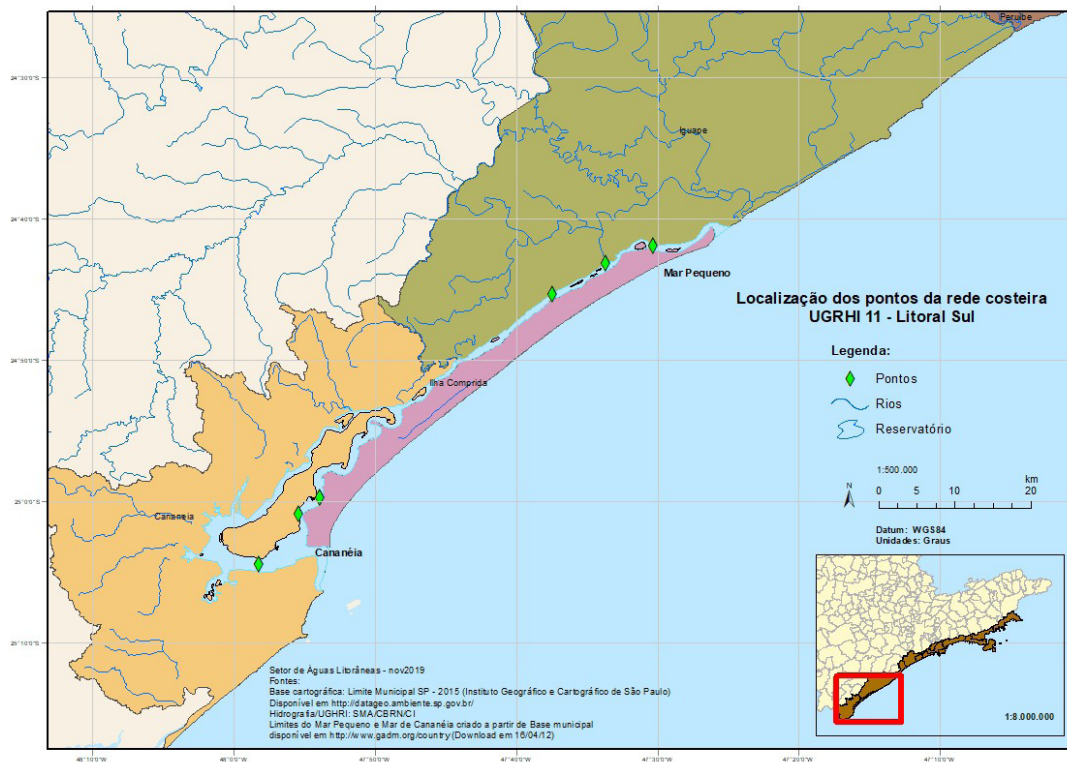 Peruíbe
24°30'0"S
Iguape
24°40'0"S
Mar Pequeno
Localização dos pontos da rede costeira
UGRHI 11 - Litoral Sul
Legenda:
Pontos
Rios
Reservatório
24°50'0"S
Ilha Comprida
1:500.000
N
km
0 5 10 20
Datum: WGS84
Unidades: Graus
25°0'0"S
Cananeia
Cananéia
25°10'0"S
1:8.000.000
Setor de Águas Litorâneas - nov2019
Fontes:
Base cartográfica: Limite Municipal SP - 2015 (Instituto Geográfico e Cartográfico de São Paulo)
Disponível em http://datageo.ambiente.sp.gov.br/
Hidrografia/UGHRI: SMA/CBRN/CI
Limites do Mar Pequeno e Mar de Cananéia criado a partir de Base municipal
disponível em http://www.gadm.org/country(Download em 16/04/12)
48°10'0"W 48°0'0"W 47°50'0"W 47°40'0"W 47°30'0"W 47°20'0"W 47°10'0"W